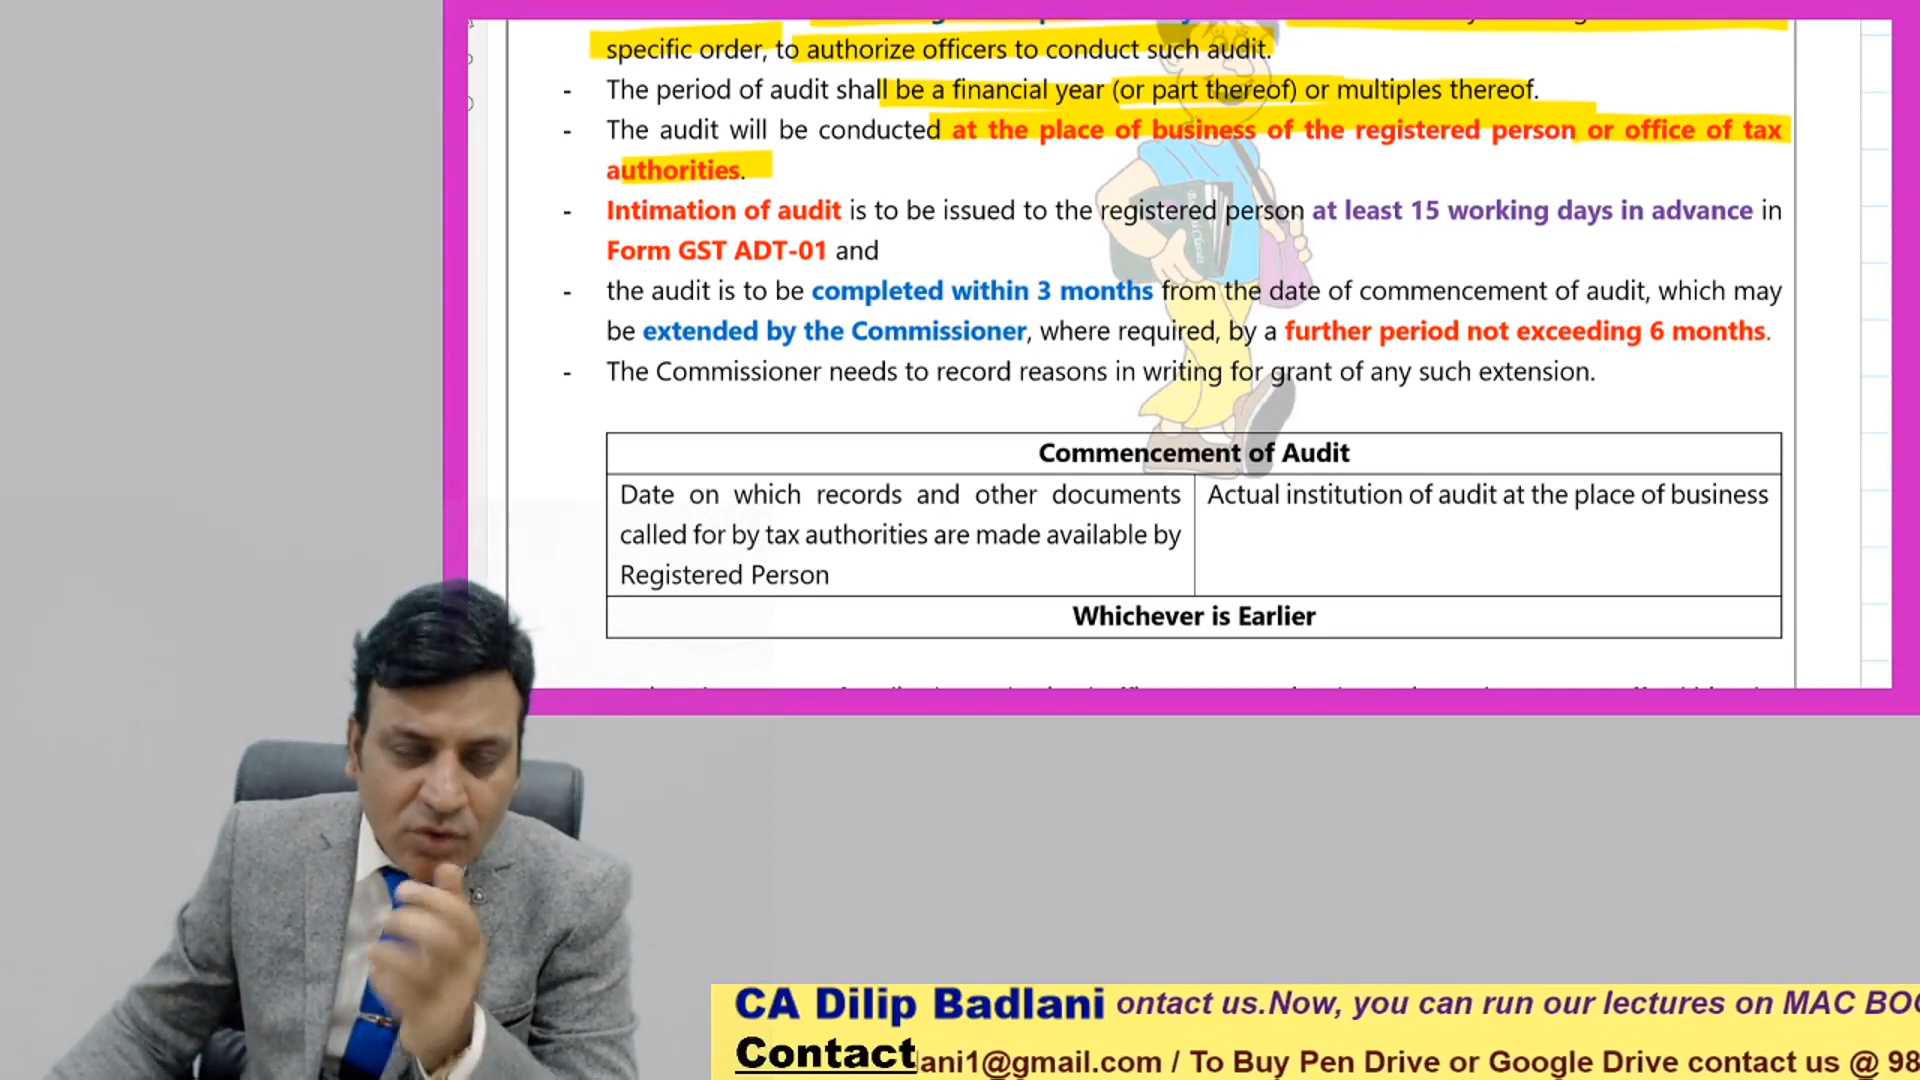 specific order, to authorize officers to conduct such audit.
- The period of audit shall be a financial year (or part thereof) or multiples thereof.
- The audit will be conducted at the place of business of the registered person or office of tax
authorities.
- Intimation of audit is to be issued to the registered person at least 15 working days in advance in
Form GST ADT-01 and
- the audit is to be completed within 3 months from the date of commencement of audit, which may
be extended by the Commissioner, where required, by a further period not exceeding 6 months.
- The Commissioner needs to record reasons in writing for grant of any such extension.
Commencement of Audit
Date on which records and other documents
called for by tax authorities are made available by
Registered Person
Actual institution of audit at the place of business
Whichever is Earlier
CA Dilip Badlani ontact us.Now, you can run our lectures on MAC BOO
Contact lani1@gmail.com / To Buy Pen Drive or Google Drive contact us @ 98